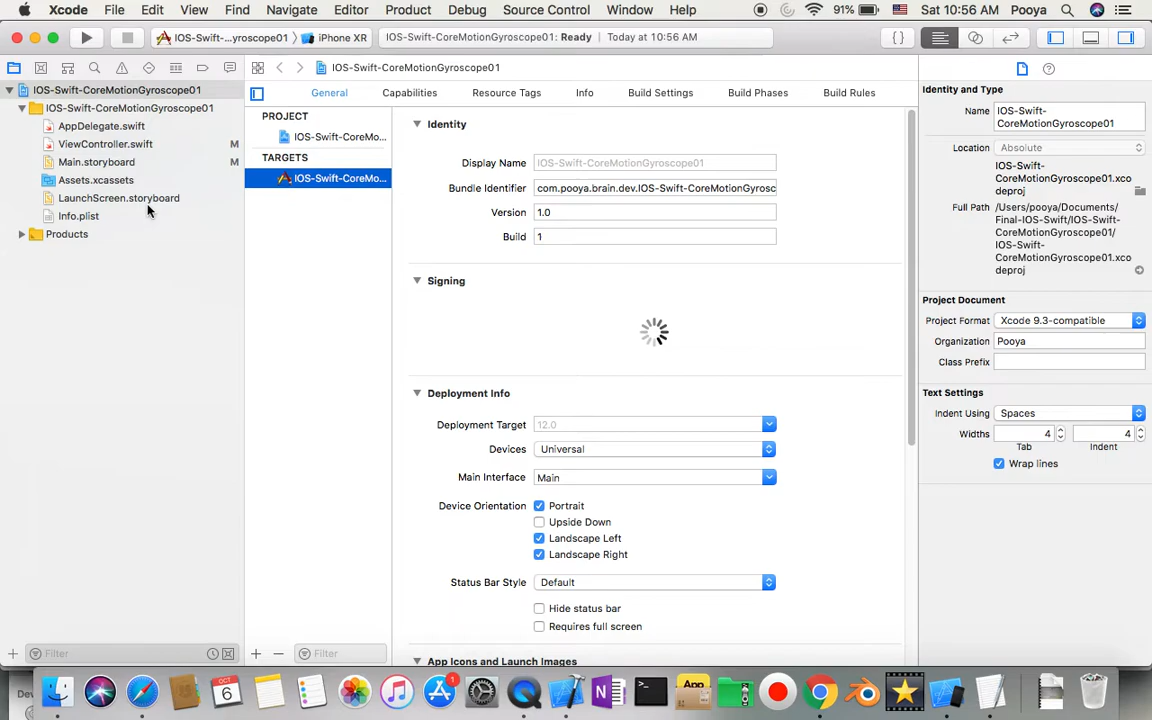 Xcode File Edit View Find Navigate Editor Product Debug Source Control Window Help 91% Sat 10:56 AM Pooya
IOS-Swift-...yroscope01 iPhone XR IOS-Swift-CoreMotionGyroscope01: Ready | Today at 10:56 AM
IOS-Swift-CoreMotionGyroscope01
IOS-Swift-CoreMotionGyroscope01
IOS-Swift-CoreMotionGyroscope01
AppDelegate.swift
ViewController.swift M
Main.storyboard M
Assets.xcassets
LaunchScreen.storyboard
Info.plist
Products
Filter
General Capabilities Resource Tags Info Build Settings Build Phases Build Rules
PROJECT
IOS-Swift-CoreMo...
TARGETS
IOS-Swift-CoreMo...
Filter
Identity
Display Name IOS-Swift-CoreMotionGyroscope01
Bundle Identifier com.pooya.brain.dev.IOS-Swift-CoreMotionGyrosc
Version 1.0
Build 1
Signing
Deployment Info
Deployment Target 12.0
Devices Universal
Main Interface Main
Device Orientation Portrait
Upside Down
Landscape Left
Landscape Right
Status Bar Style Default
Hide status bar
Requires full screen
App Icons and Launch Images
Identity and Type
Name IOS-Swift-
CoreMotionGyroscope01
Location Absolute
IOS-Swift-
CoreMotionGyroscope01.xc
odeproj
Full Path /Users/pooya/Documents/
Final-IOS-Swift/IOS-Swift-
CoreMotionGyroscope01/
IOS-Swift-
CoreMotionGyroscope01.xc
odeproj
Project Document
Project Format Xcode 9.3-compatible
Organization Pooya
Class Prefix
Text Settings
Indent Using Spaces
Widths 4 4
Tab Indent
Wrap lines
OCT
6
1
App